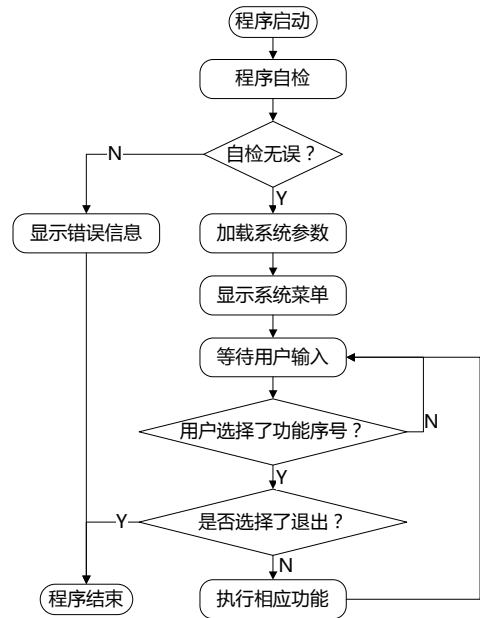 程序启动
程序自检
自检无误？
N
Y
显示错误信息
加载系统参数
显示系统菜单
等待用户输入
用户选择了功能序号？
N
Y
是否选择了退出？
Y
N
程序结束
执行相应功能